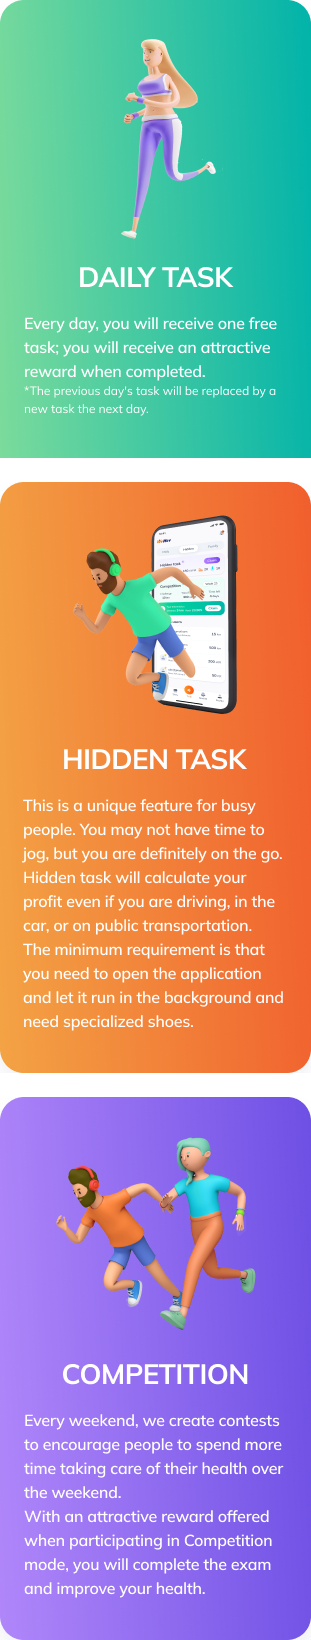 DAILY TASK
Every day, you will receive one free
task; you will receive an attractive
reward when completed.
*The previous day's task will be replaced by a
new task the next day.
Hidden
HIDDEN TASK
This is a unique feature for busy
people. You may not have time to
jog, but you are definitely on the go.
Hidden task will calculate your
profit even if you are driving, in the
car, or on public transportation.
The minimum requirement is that
you need to open the application
and let it run in the background and
need specialized shoes.
COMPETITION
Every weekend, we create contests
to encourage people to spend more
time taking care of their health over
the weekend.
With an attractive reward offered
when participating in Competition
mode, you will complete the exam
and improve your health.